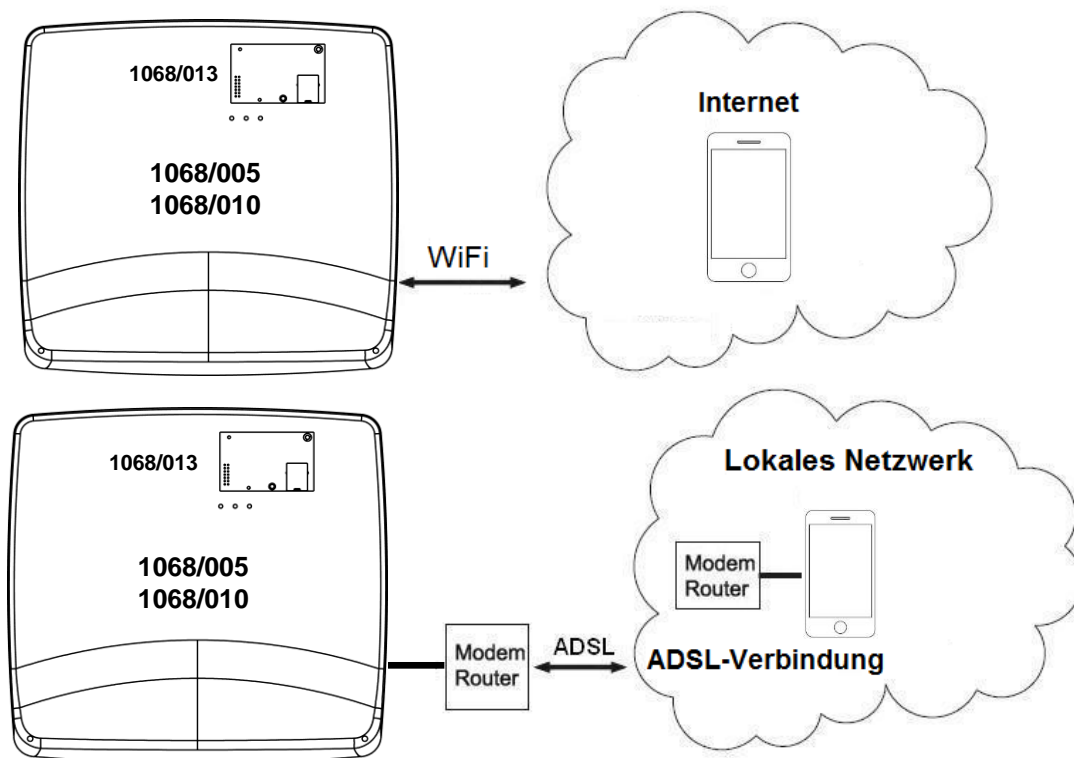 1068/013
1068/005
1068/010
WiFi
Internet
1068/013
1068/005
1068/010
Modem
Router
ADSL
Lokales Netzwerk
Modem
Router
ADSL-Verbindung